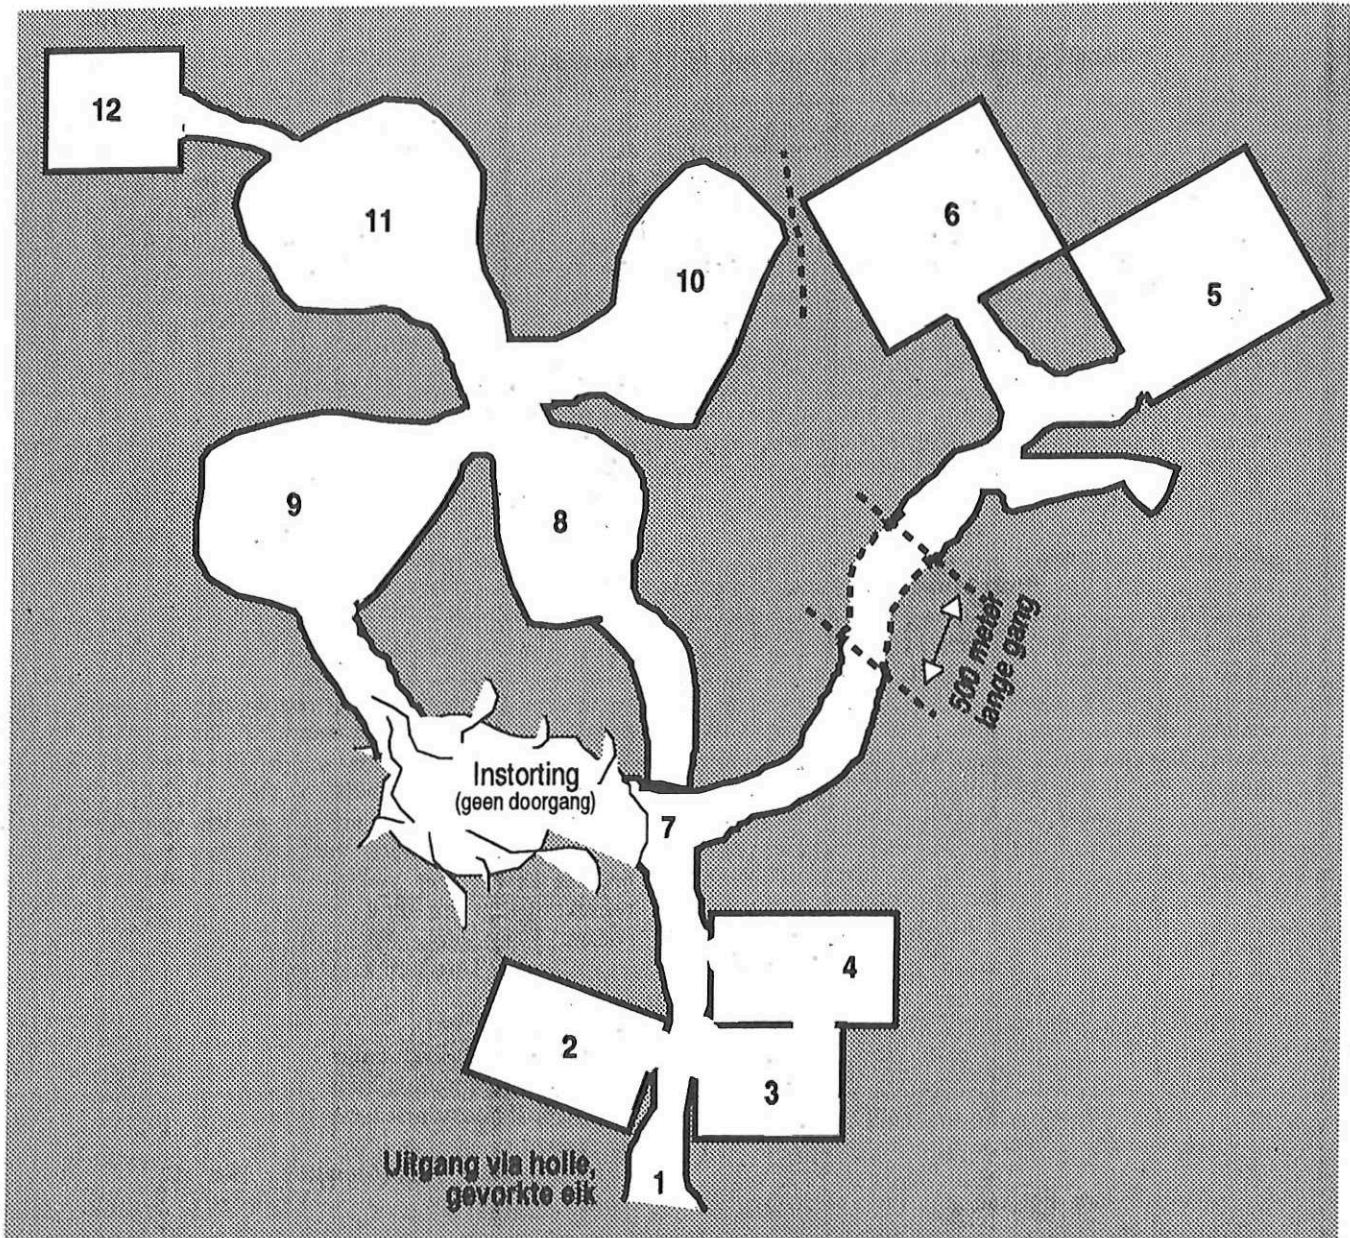 12
11
6
10
5
9
8
500 meter
lange gang
Instorting
(geen doorgang)
7
4
2
3
Uitgang via holle,
gevorkte eik
1